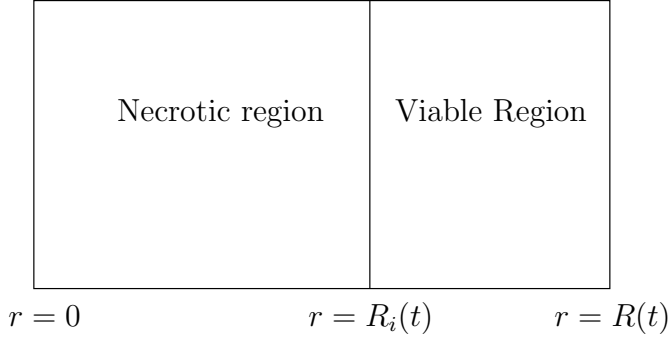 Necrotic region
Viable Region
r = 0
r = R_i(t)
r = R(t)